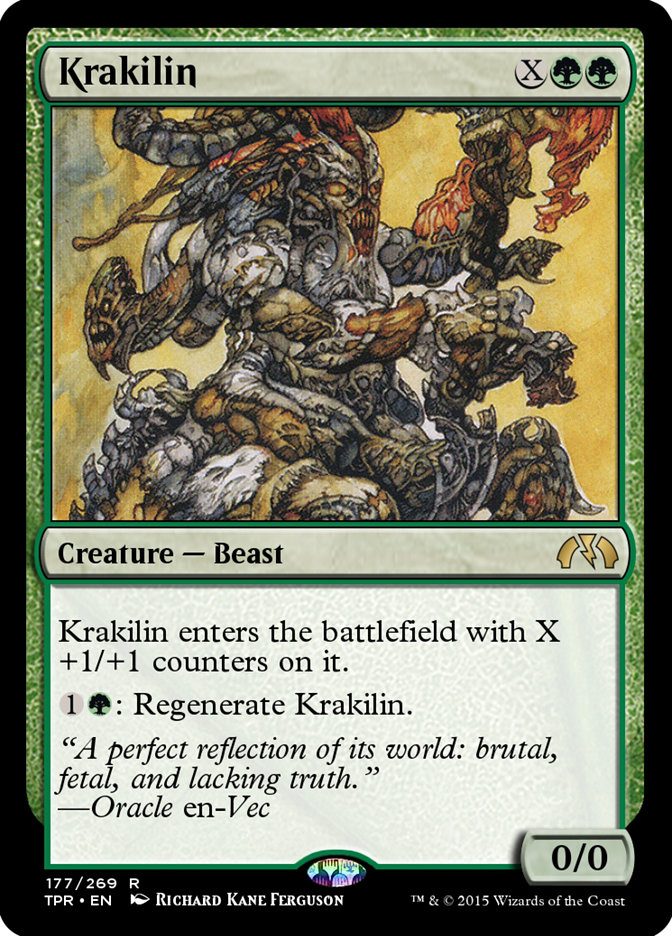 Krakilin X
Creature — Beast
Krakilin enters the battlefield with X
+1/+1 counters on it.
1 : Regenerate Krakilin.
“A perfect reflection of its world: brutal,
fetal, and lacking truth.”
—Oracle en-Vec
0/0
177/269 R
TPR • EN Richard Kane Ferguson
™ & © 2015 Wizards of the Coast